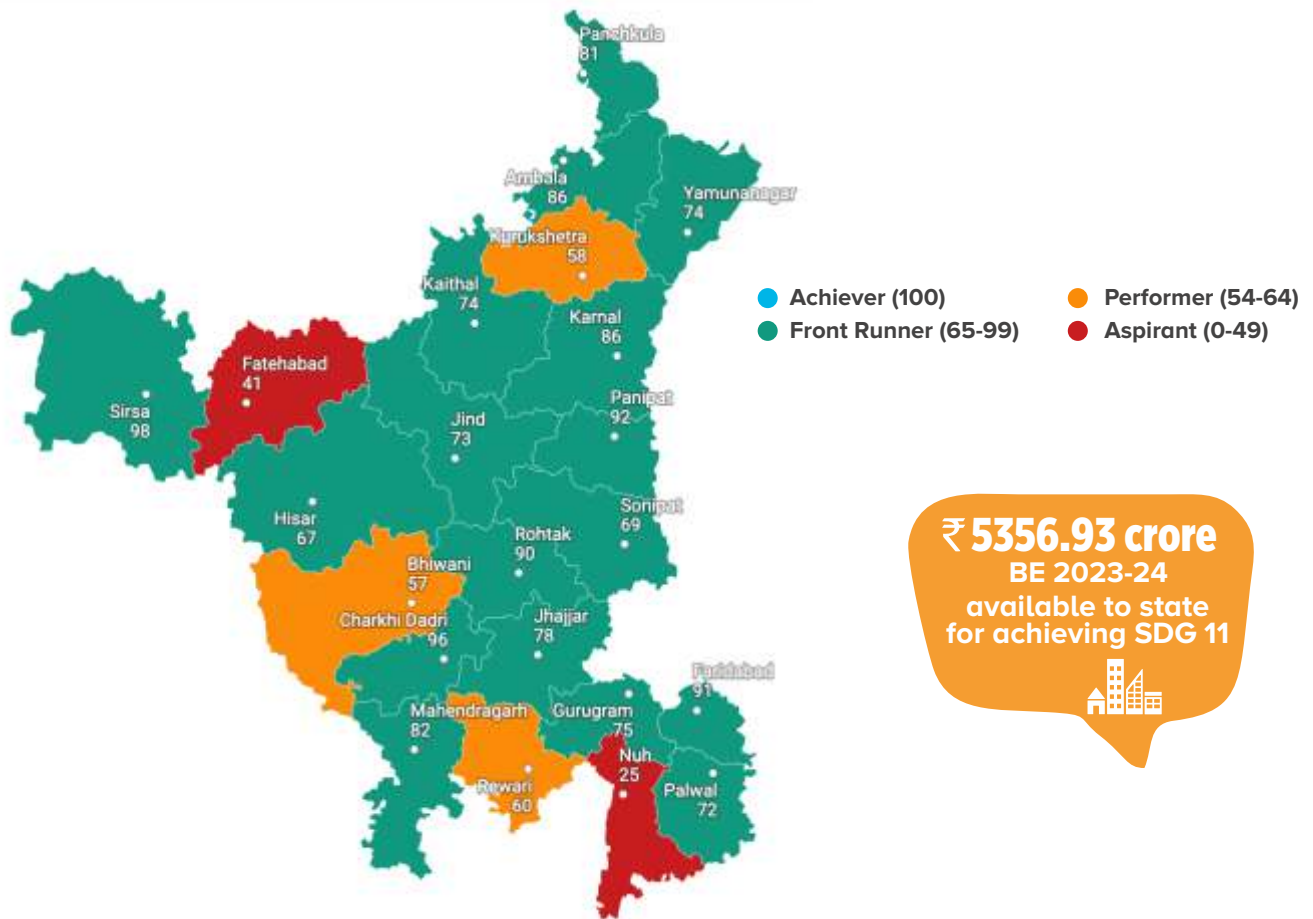 Panchkula
81
Ambala
86
Yamunanagar
74
Kurukshetra
58
Kaithal
74
Karnal
86
Fatehabad
41
Sirsa
98
Panipat
92
Jind
73
Hisar
67
Sonipat
69
Rohtak
90
Bhiwani
57
Charkhi Dadri
96
Jhajjar
78
Faridabad
91
Mahendragarh
82
Gurugram
75
Nuh
25
Rewari
60
Palwal
72
Achiever (100)
Performer (54-64)
Front Runner (65-99)
Aspirant (0-49)
₹ 5356.93 crore
BE 2023-24
available to state
for achieving SDG 11